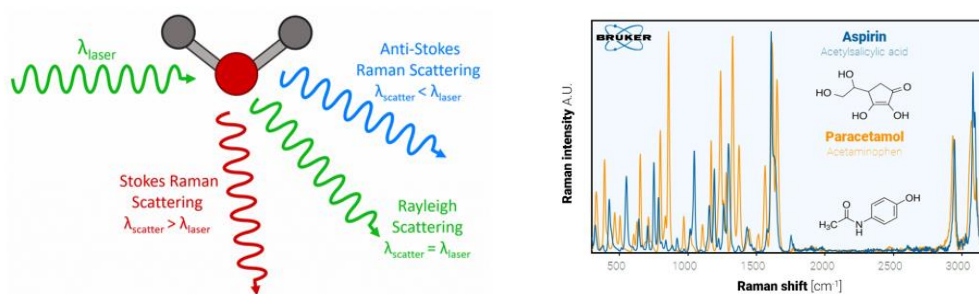 λlaser
Anti-Stokes
Raman Scattering
λscatter < λlaser
Stokes Raman
Scattering
λscatter > λlaser
Rayleigh
Scattering
λscatter = λlaser
BRUKER
Aspirin
Acetylsalicylic acid
OH
HO
O
HO
OH
Paracetamol
Acetaminophen
O
OH
H₃C
N
H
Raman intensity A.U.
500
1000
1500
2000
2500
3000
Raman shift [cm⁻¹]